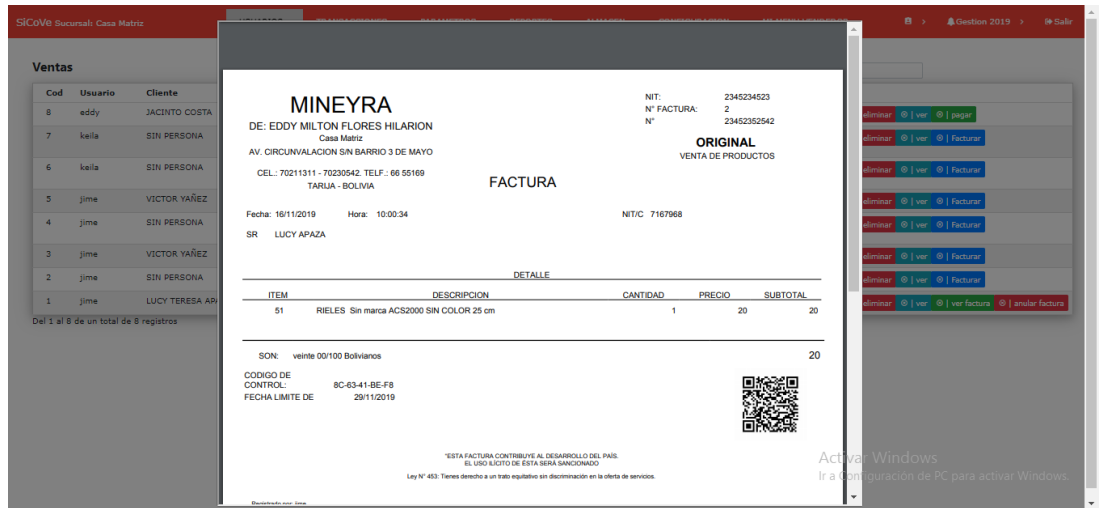 SiCoVe Sucursal: Casa Matriz
Gestion 2019 > Salir
Ventas
Cod Usuario Cliente
8 eddy JACINTO COSTA eliminar | ver | pagar
7 keila SIN PERSONA eliminar | ver | Facturar
6 keila SIN PERSONA eliminar | ver | Facturar
5 jime VICTOR YAÑEZ eliminar | ver | Facturar
4 jime SIN PERSONA eliminar | ver | Facturar
3 jime VICTOR YAÑEZ eliminar | ver | Facturar
2 jime SIN PERSONA eliminar | ver | Facturar
1 jime LUCY TERESA AP eliminar | ver | ver factura | anular factura
Del 1 al 8 de un total de 8 registros
MINEYRA
DE: EDDY MILTON FLORES HILARION
Casa Matriz
AV. CIRCUNVALACION S/N BARRIO 3 DE MAYO
CEL.: 70211311 - 70230542. TELF.: 66 55169
TARIJA - BOLIVIA
NIT: 2345234523
N° FACTURA: 2
N° 23452352542
ORIGINAL
VENTA DE PRODUCTOS
FACTURA
Fecha: 16/11/2019 Hora: 10:00:34 NIT/C 7167968
SR LUCY APAZA
DETALLE
ITEM DESCRIPCION CANTIDAD PRECIO SUBTOTAL
51 RIELES Sin marca ACS2000 SIN COLOR 25 cm 1 20 20
SON: veinte 00/100 Bolivianos 20
CODIGO DE
CONTROL: 8C-63-41-BE-F8
FECHA LIMITE DE 29/11/2019
"ESTA FACTURA CONTRIBUYE AL DESARROLLO DEL PAÍS.
EL USO ILÍCITO DE ÉSTA SERÁ SANCIONADO
Ley N° 453: Tienes derecho a un trato equitativo sin discriminación en la oferta de servicios.
Activar Windows
Ir a Configuración de PC para activar Windows.